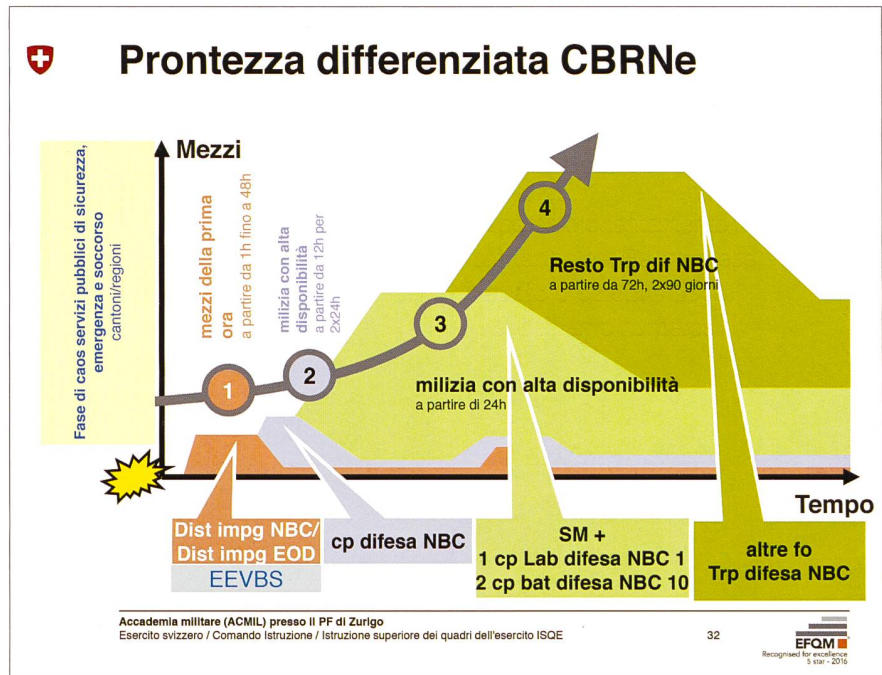 Prontezza differenziata CBRNe
Fase di caos servizi pubblici di sicurezza,
emergenza e soccorso
cantoni/regioni
Mezzi
mezzi della prima
ora
a partire da 1h fino a 48h
milizia con alta
disponibilità
a partire da 12h per
2x24h
1
2
3
4
Resto Trp dif NBC
a partire da 72h, 2x90 giorni
milizia con alta disponibilità
a partire di 24h
Tempo
Dist impg NBC/
Dist impg EOD
EEVBS
cp difesa NBC
SM +
1 cp Lab difesa NBC 1
2 cp bat difesa NBC 10
altre fo
Trp difesa NBC
Accademia militare (ACMIL) presso il PF di Zurigo
Esercito svizzero / Comando Istruzione / Istruzione superiore dei quadri dell'esercito ISQE
32
EFQM
Recognised for excellence
5 star - 2016